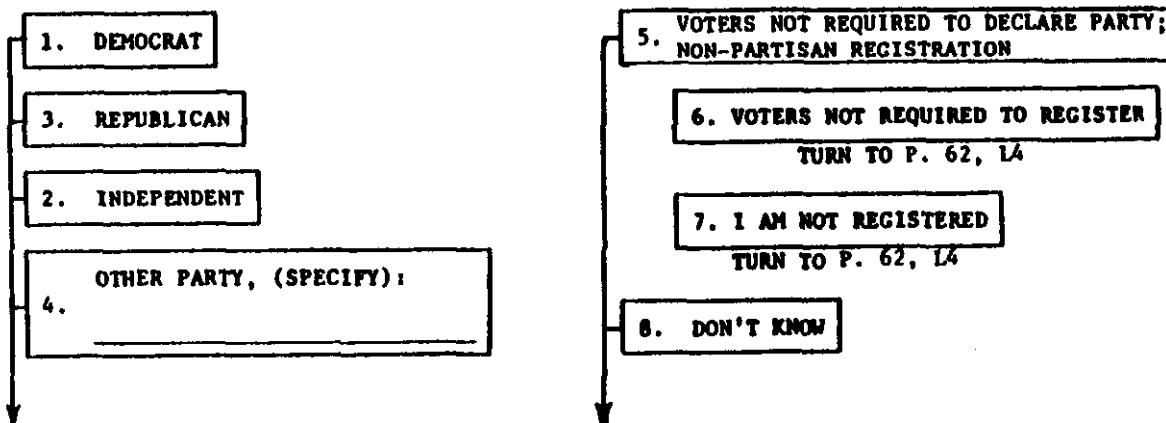 1. DEMOCRAT
3. REPUBLICAN
2. INDEPENDENT
OTHER PARTY, (SPECIFY):
4.
5. VOTERS NOT REQUIRED TO DECLARE PARTY;
NON-PARTISAN REGISTRATION
6. VOTERS NOT REQUIRED TO REGISTER
TURN TO P. 62, L4
7. I AM NOT REGISTERED
TURN TO P. 62, L4
8. DON'T KNOW